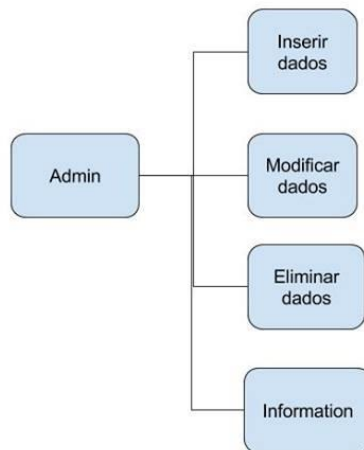 Inserir
dados
Admin
Modificar
dados
Eliminar
dados
Information